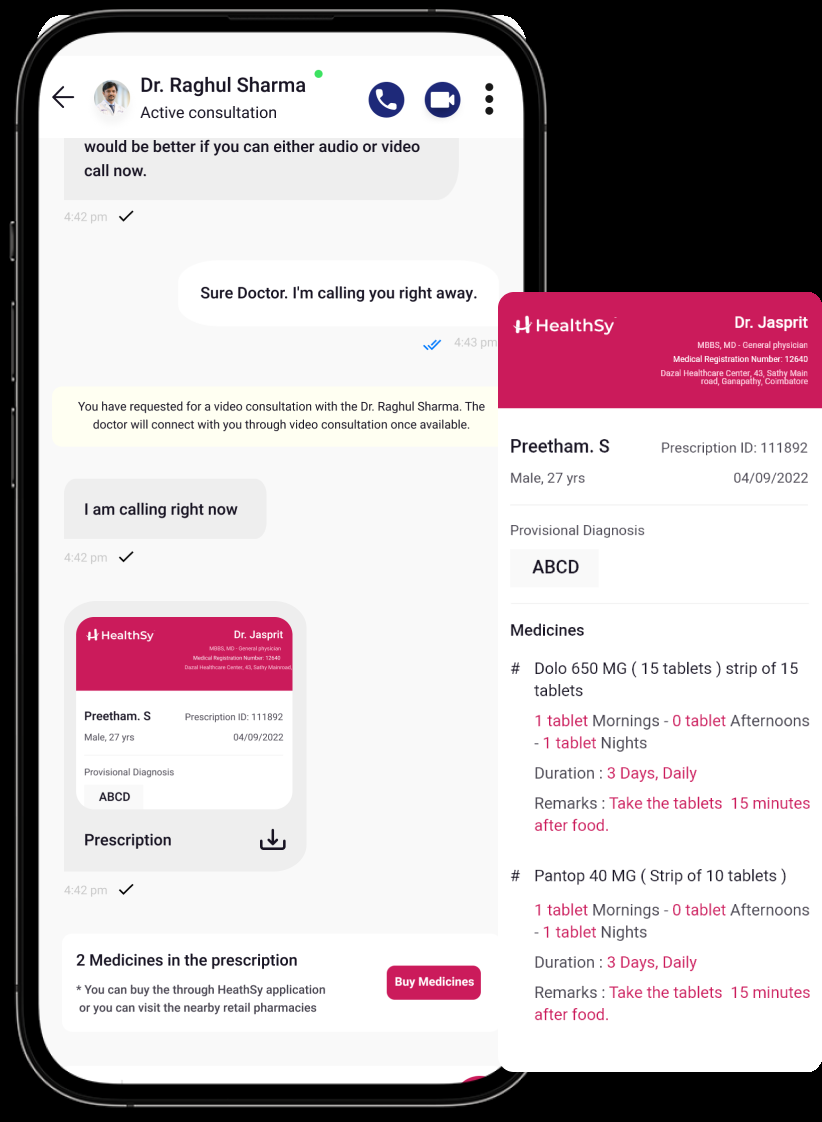 Dr. Raghul Sharma
Active consultation
would be better if you can either audio or video
call now.
4:42 pm
Sure Doctor. I'm calling you right away.
4:43 pm
You have requested for a video consultation with the Dr. Raghul Sharma. The
doctor will connect with you through video consultation once available.
I am calling right now
4:42 pm
HealthSy
Dr. Jasprit
MBBS, MD - General physician
Medical Registration Number: 12640
Dazal Healthcare Center, 43, Sathy Mainroad,
Preetham. S
Prescription ID: 111892
Male, 27 yrs
04/09/2022
Provisional Diagnosis
ABCD
Prescription
4:42 pm
2 Medicines in the prescription
* You can buy the through HeathSy application
or you can visit the nearby retail pharmacies
Buy Medicines
HealthSy
Dr. Jasprit
MBBS, MD - General physician
Medical Registration Number: 12640
Dazal Healthcare Center, 43, Sathy Main
road, Ganapathy, Coimbatore
Preetham. S
Prescription ID: 111892
Male, 27 yrs
04/09/2022
Provisional Diagnosis
ABCD
Medicines
# Dolo 650 MG ( 15 tablets ) strip of 15
tablets
1 tablet Mornings - 0 tablet Afternoons
- 1 tablet Nights
Duration : 3 Days, Daily
Remarks : Take the tablets 15 minutes
after food.
# Pantop 40 MG ( Strip of 10 tablets )
1 tablet Mornings - 0 tablet Afternoons
- 1 tablet Nights
Duration : 3 Days, Daily
Remarks : Take the tablets 15 minutes
after food.